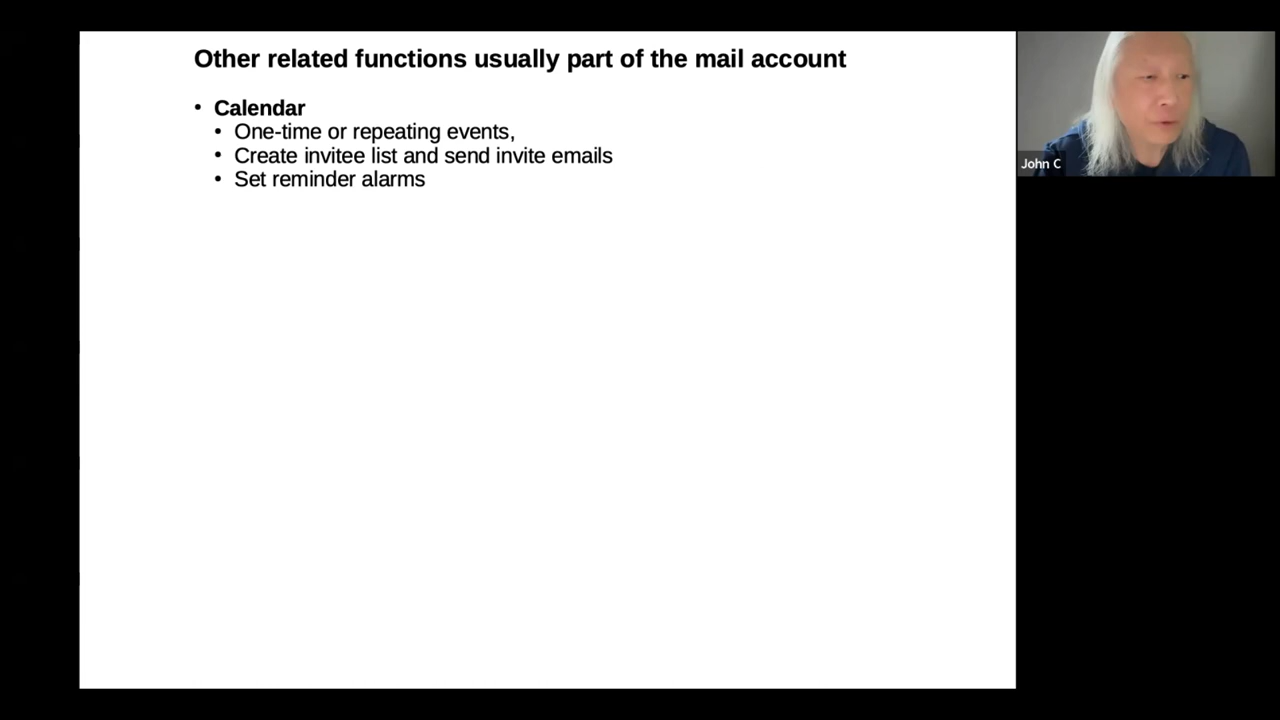 Other related functions usually part of the mail account
• Calendar
• One-time or repeating events,
• Create invitee list and send invite emails
• Set reminder alarms
John C